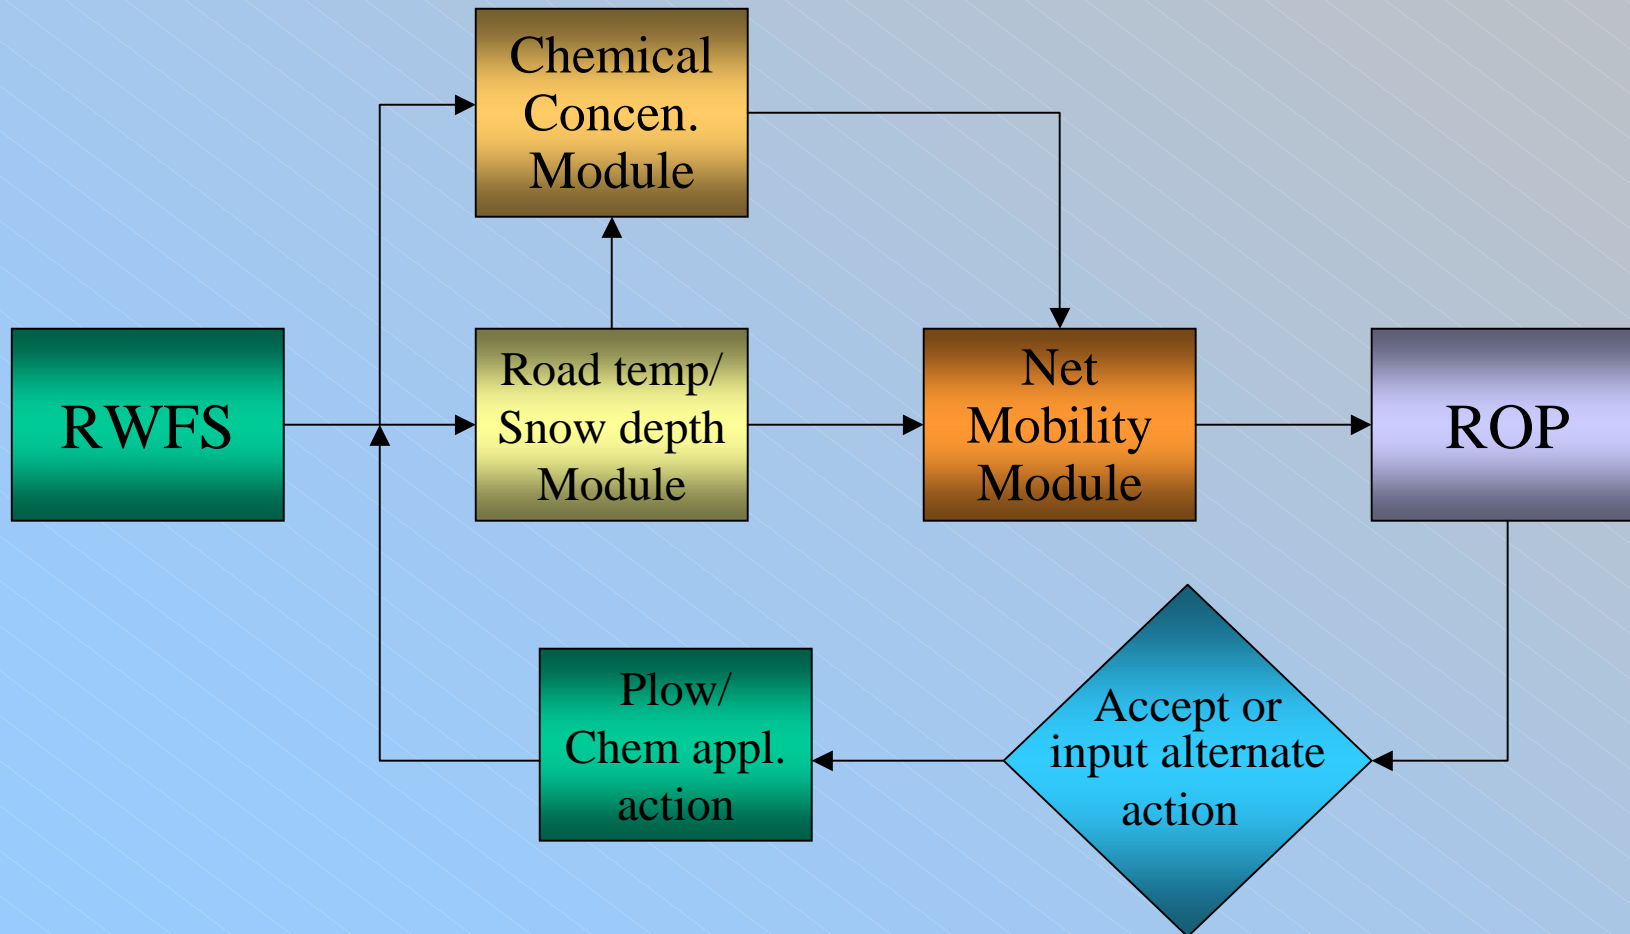 Chemical
Concen.
Module
RWFS
Road temp/
Snow depth
Module
Net
Mobility
Module
ROP
Plow/
Chem appl.
action
Accept or
input alternate
action